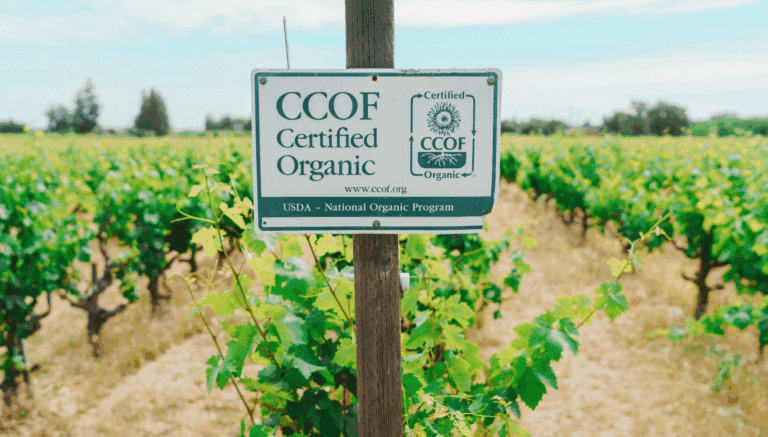 CCOF
Certified
Organic
www.ccof.org
USDA - National Organic Program
Certified
CCOF
Organic